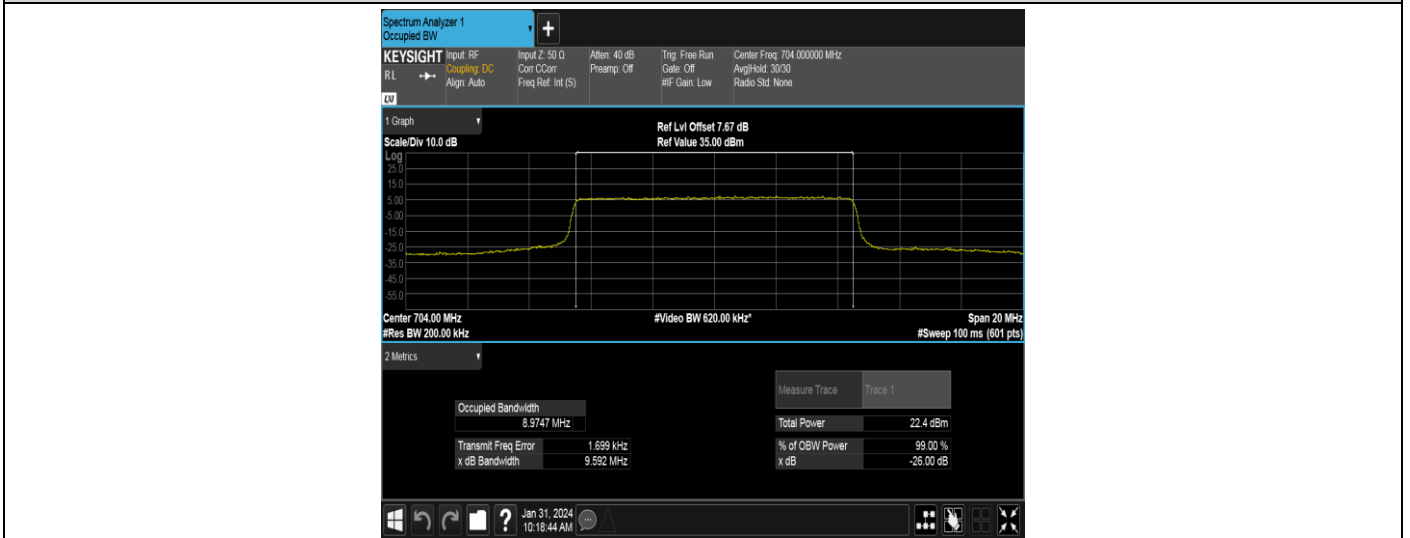 Spectrum Analyzer 1
Occupied BW
+
KEYSIGHT Input: RF Input Z: 50 Ω Atten: 40 dB Trig: Free Run Center Freq: 704.000000 MHz
RL Coupling: DC Corr CCorr Preamp: Off Gate: Off Avg|Hold: 30/30
Align: Auto Freq Ref: Int (S) #IF Gain: Low Radio Std: None
LXI
1 Graph
Ref Lvl Offset 7.67 dB
Scale/Div 10.0 dB Ref Value 35.00 dBm
Log
25.0
15.0
5.00
-5.00
-15.0
-25.0
-35.0
-45.0
-55.0
Center 704.00 MHz #Video BW 620.00 kHz* Span 20 MHz
#Res BW 200.00 kHz #Sweep 100 ms (601 pts)
2 Metrics
Measure Trace Trace 1
Occupied Bandwidth
8.9747 MHz Total Power 22.4 dBm
Transmit Freq Error 1.699 kHz % of OBW Power 99.00 %
x dB Bandwidth 9.592 MHz x dB -26.00 dB
? Jan 31, 2024
10:18:44 AM